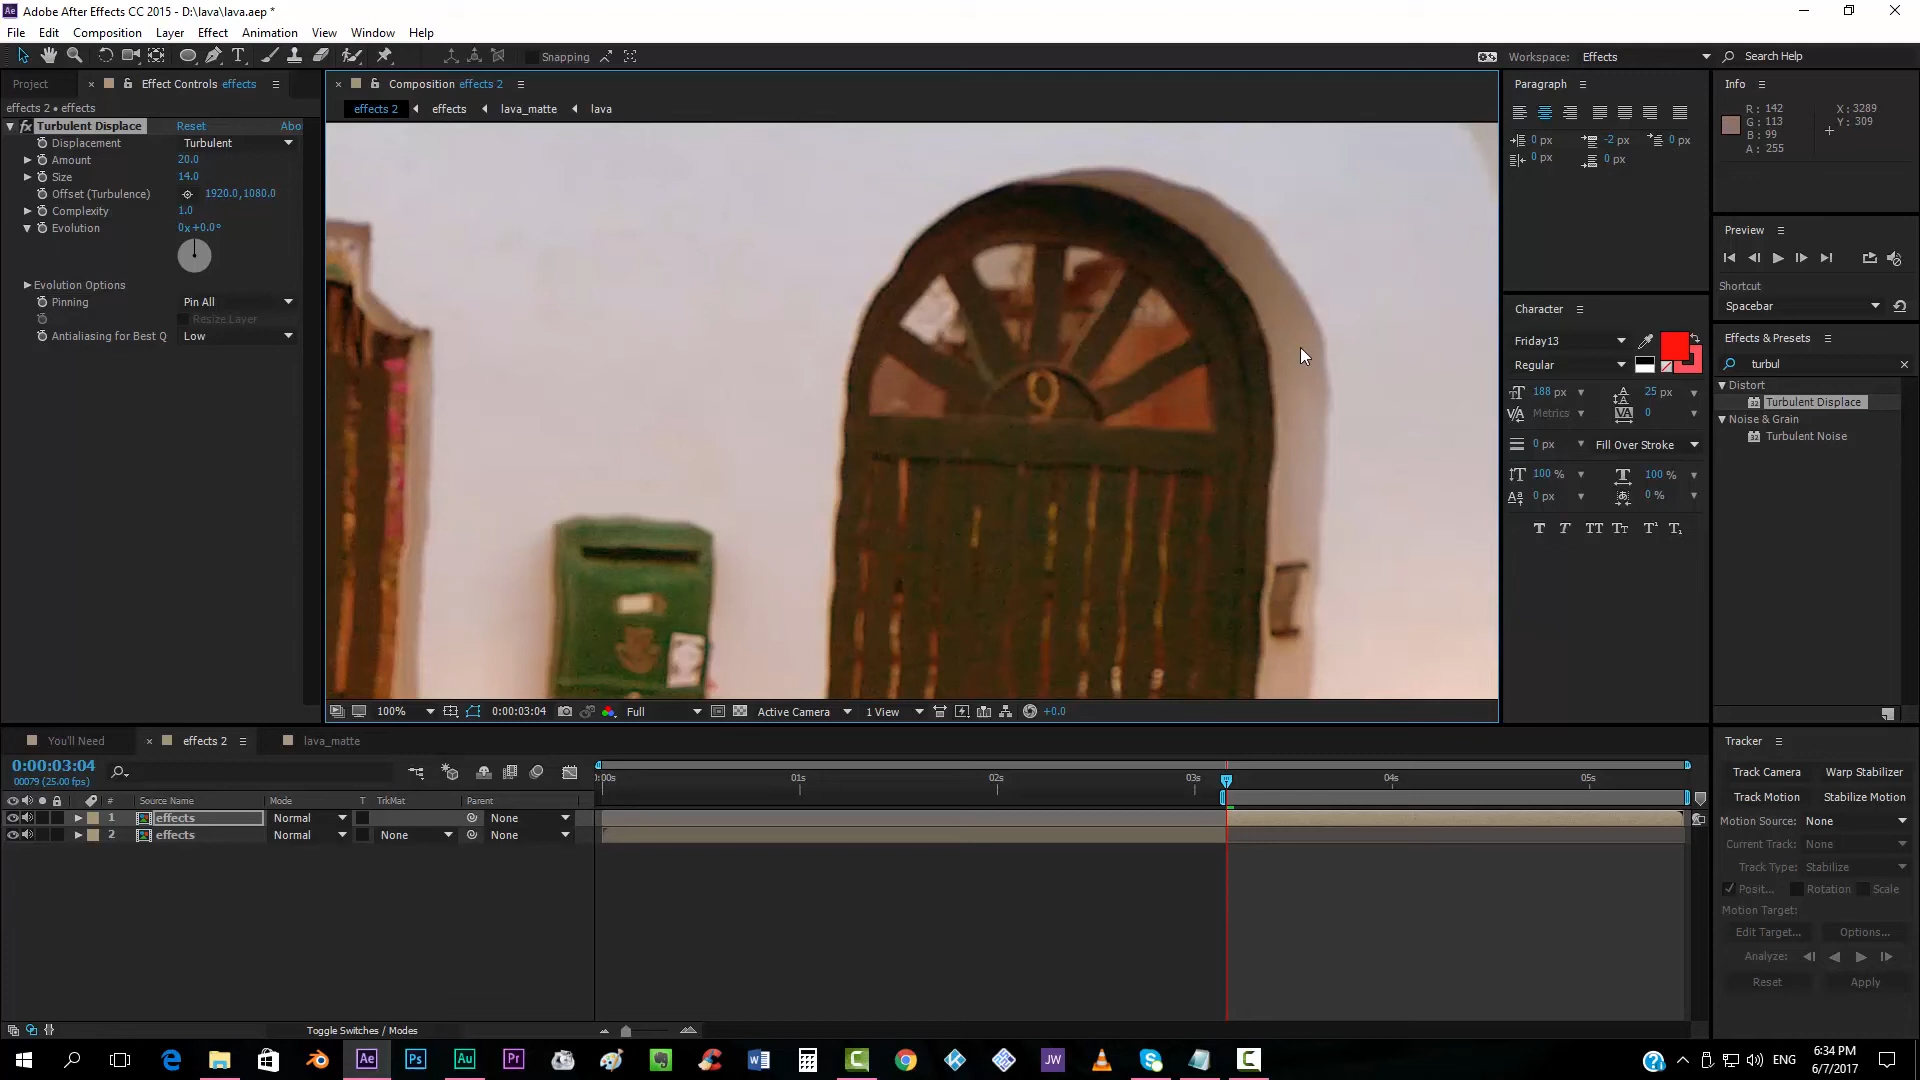 Adobe After Effects CC 2015 - D:\lava\lava.aep *
File Edit Composition Layer Effect Animation View Window Help
Snapping
Workspace: Effects
Search Help
Project
Effect Controls effects
effects 2 • effects
Turbulent Displace Reset Abo
Displacement Turbulent
Amount 20.0
Size 14.0
Offset (Turbulence) 1920.0,1080.0
Complexity 1.0
Evolution 0x+0.0°
Evolution Options
Pinning Pin All
Resize Layer
Antialiasing for Best Q Low
Composition effects 2
effects 2 effects lava_matte lava
9
100% 0:00:03:04 Full Active Camera 1 View +0.0
Paragraph
0 px -2 px 0 px
0 px 0 px
Character
Friday13
Regular
188 px 25 px
Metrics 0
0 px Fill Over Stroke
100 % 100 %
0 px 0 %
Info
R: 142
G: 113
B: 99
A: 255
X: 3289
Y: 309
Preview
Shortcut
Spacebar
Effects & Presets
turbul
Distort
Turbulent Displace
Noise & Grain
Turbulent Noise
You'll Need effects 2 lava_matte
0:00:03:04
00079 (25.00 fps)
# Source Name Mode T TrkMat Parent
1 effects Normal None
2 effects Normal None None
0:00s 01s 02s 03s 04s 05s
Toggle Switches / Modes
Tracker
Track Camera Warp Stabilizer
Track Motion Stabilize Motion
Motion Source: None
Current Track: None
Track Type: Stabilize
Posit... Rotation Scale
Motion Target:
Edit Target... Options...
Analyze:
Reset Apply
Ae Ps Au Pr JW
ENG
6:34 PM
6/7/2017